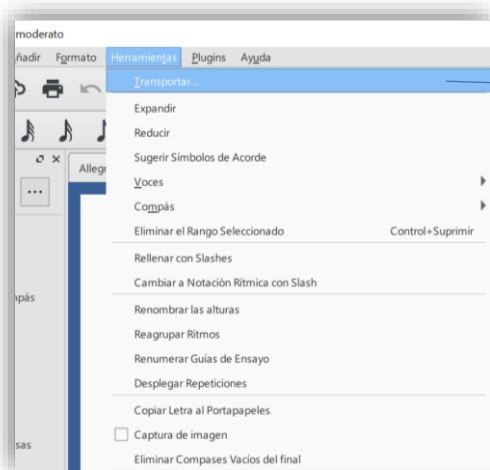 moderato
ñadir Formato Herramientas Plugins Ayuda
Transportar...
Expandir
Reducir
Allegr
Sugerir Símbolos de Acorde
...
Voces
Compás
Eliminar el Rango Seleccionado Control+Suprimir
Rellenar con Slashes
Cambiar a Notación Rítmica con Slash
npás
Renombrar las alturas
Reagrupar Ritmos
Renumerar Guías de Ensayo
Desplegar Repeticiones
Copiar Letra al Portapapeles
Captura de imagen
sas
Eliminar Compases Vacíos del final